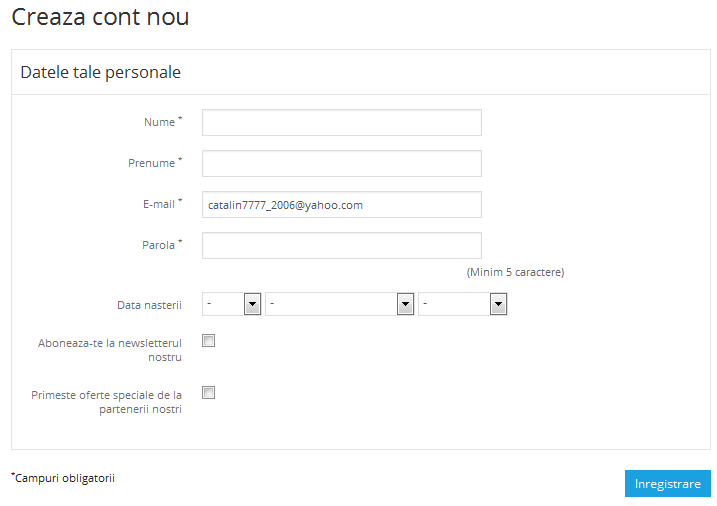 Creaza cont nou
Datele tale personale
Nume *
Prenume *
E-mail *
catalin7777_2006@yahoo.com
Parola *
(Minim 5 caractere)
Data nasterii
- - -
Aboneaza-te la newsletterul
nostru
Primeste oferte speciale de la
partenerii nostri
*Campuri obligatorii
Inregistrare